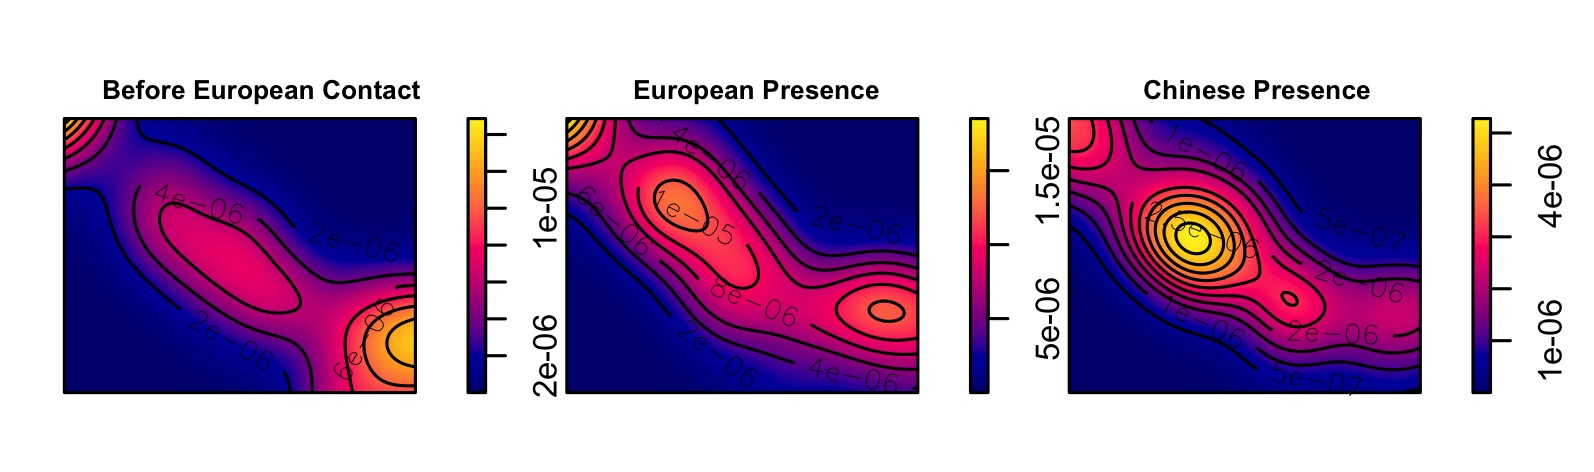 Before European Contact
4e-06
2e-06
2e-06
6e-06
2e-06
1e-05
European Presence
4e-06
6e-06
1e-05
2e-06
8e-06
2e-06
4e-06
5e-06
1.5e-05
Chinese Presence
1e-06
2.5e-06
5e-07
2e-06
1e-06
2e-06
5e-07
1e-06
4e-06